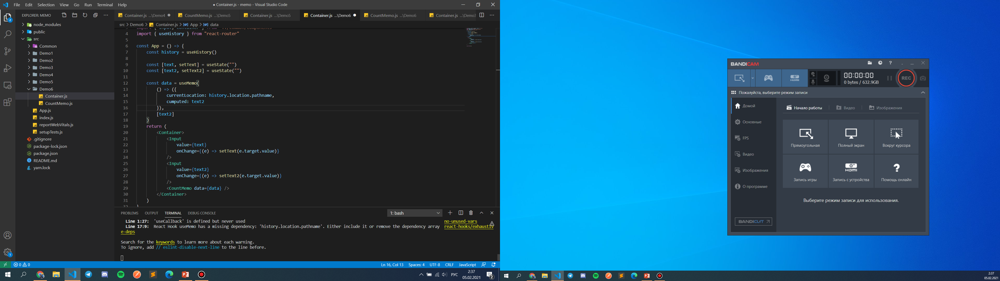 File Edit Selection View Go Run Terminal Help
● Container.js - memo - Visual Studio Code
EXPLORER: MEMO
Container.js ...\Demo4
CountMemo.js ...\Demo5
Container.js ...\Demo5
Container.js ...\Demo6
CountMemo.js ...\Demo6
Container.js ...\Demo3
src > Demo6 > Container.js > App > data
2
node_modules
public
src
Common
Demo1
Demo2
Demo3
Demo4
Demo5
Demo6
Container.js
CountMemo.js
App.js
index.js
reportWebVitals.js
setupTests.js
.gitignore
package-lock.json
package.json
README.md
yarn.lock
1
4 import { useHistory } from "react-router"
5
6 const App = () => {
7 const history = useHistory()
8
9 const [text, setText] = useState("")
10 const [text2, setText2] = useState("")
11
12 const data = useMemo(
13 () => ({
14 currentLocation: history.location.pathname,
15 cumputed: text2
16 }),
17 [text2]
18 )
19 return (
20 <Container>
21 <Input
22 value={text}
23 onChange={(e) => setText(e.target.value)}
24 />
25 <Input
26 value={text2}
27 onChange={(e) => setText2(e.target.value)}
28 />
29 <CountMemo data={data} />
30 </Container>
31 )
32 }
PROBLEMS OUTPUT TERMINAL DEBUG CONSOLE
1: bash
Line 1:27: 'useCallback' is defined but never used no-unused-vars
Line 17:9: React Hook useMemo has a missing dependency: 'history.location.pathname'. Either include it or remove the dependency array react-hooks/exhaustiv
e-deps
Search for the keywords to learn more about each warning.
To ignore, add // eslint-disable-next-line to the line before.
0 0
Ln 16, Col 13 Spaces: 4 UTF-8 CRLF JavaScript
РУС
2:37
05.02.2021
2
BANDICAM
?
HDMI
00:00:00
0 bytes / 632.9GB
REC
Пожалуйста, выберите режим записи
Домой
Основные
FPS
Видео
Изображения
О программе
BANDICUT
Начало работы
Видео
Изображения
Прямоугольная
Полный экран
Вокруг курсора
HDMI
?
Запись игры
Запись с устройства
Помощь онлайн
Выберите режим записи для использования.
2:37
05.02.2021